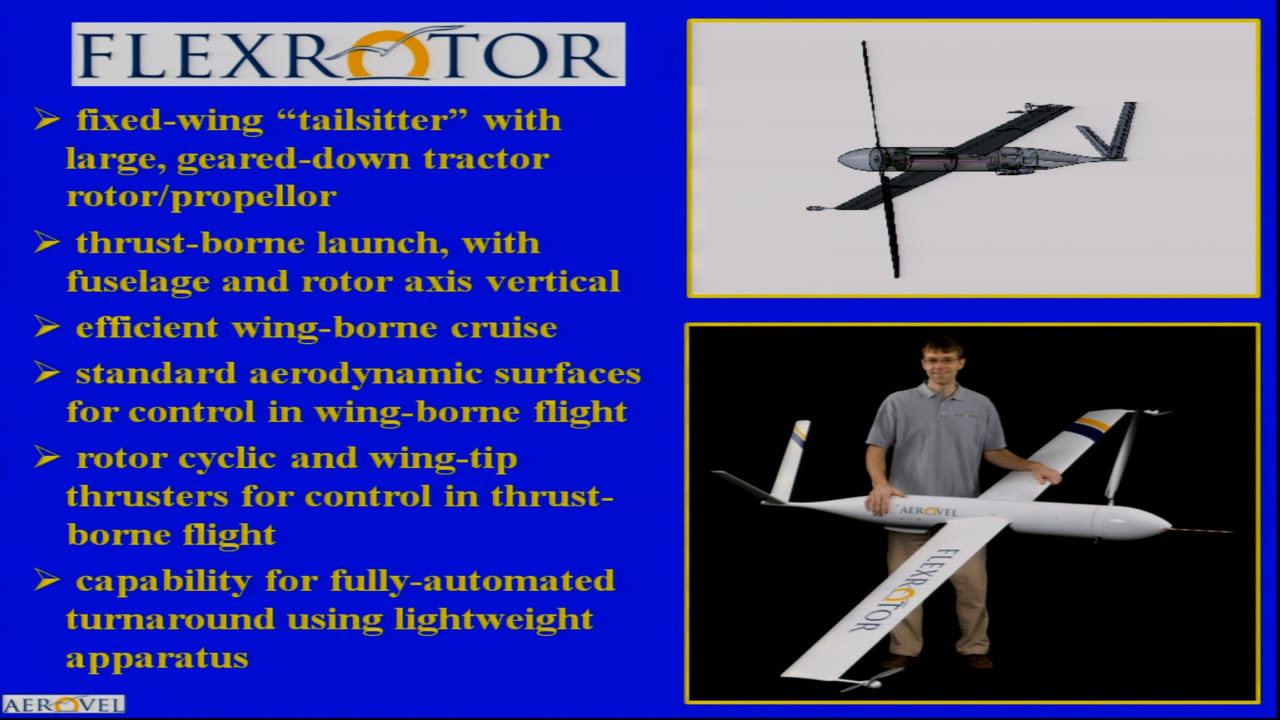 FLEXROTOR
➢ fixed-wing “tailsitter” with
large, geared-down tractor
rotor/propellor
➢ thrust-borne launch, with
fuselage and rotor axis vertical
➢ efficient wing-borne cruise
➢ standard aerodynamic surfaces
for control in wing-borne flight
➢ rotor cyclic and wing-tip
thrusters for control in thrust-
borne flight
➢ capability for fully-automated
turnaround using lightweight
apparatus
AEROVEL
AEROVEL
FLEXROTOR